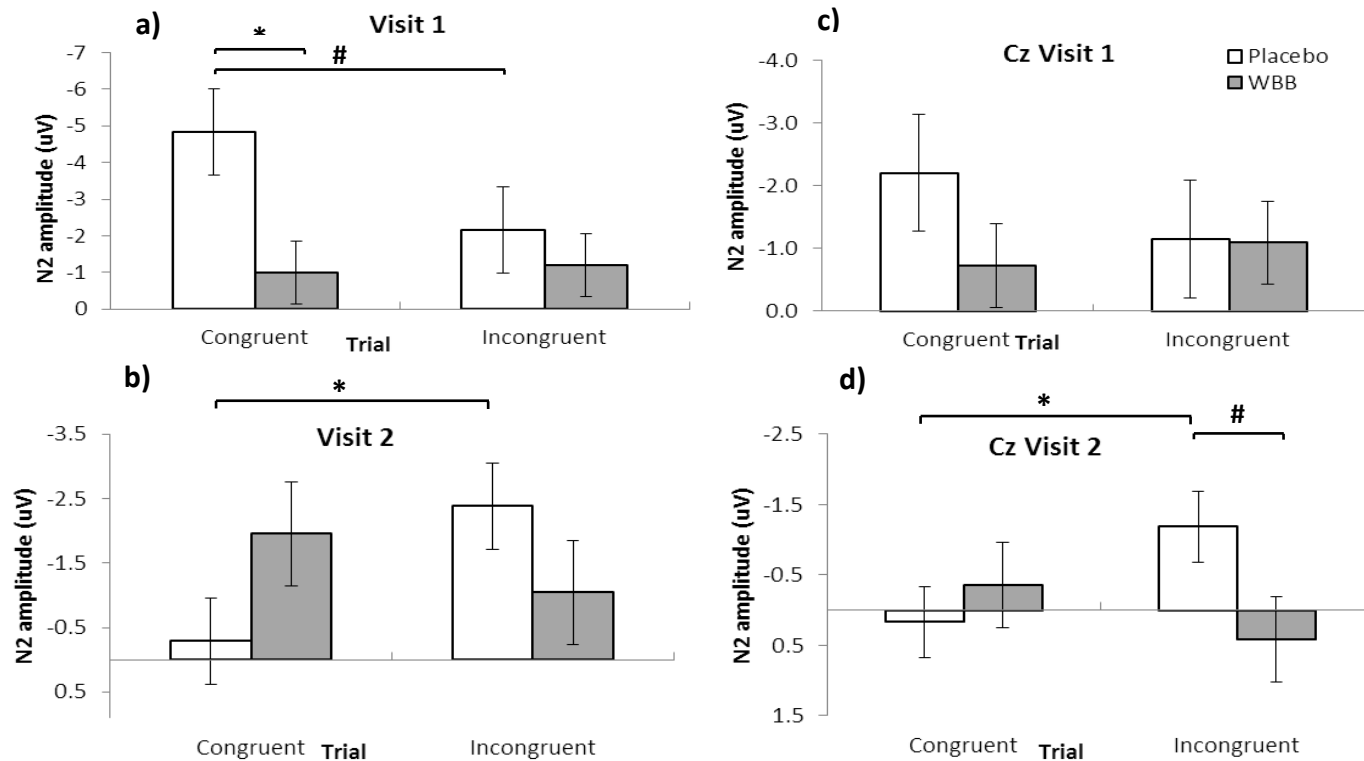 a)
Visit 1
*
#
-7
-6
-5
-4
-3
-2
-1
0
N2 amplitude (uV)
Congruent
Trial
Incongruent
c)
Cz Visit 1
Placebo
WBB
-4.0
-3.0
-2.0
-1.0
0.0
N2 amplitude (uV)
Congruent
Trial
Incongruent
b)
*
Visit 2
-3.5
-2.5
-1.5
-0.5
0.5
N2 amplitude (uV)
Congruent
Trial
Incongruent
d)
*
#
Cz Visit 2
-2.5
-1.5
-0.5
0.5
1.5
N2 amplitude (uV)
Congruent
Trial
Incongruent